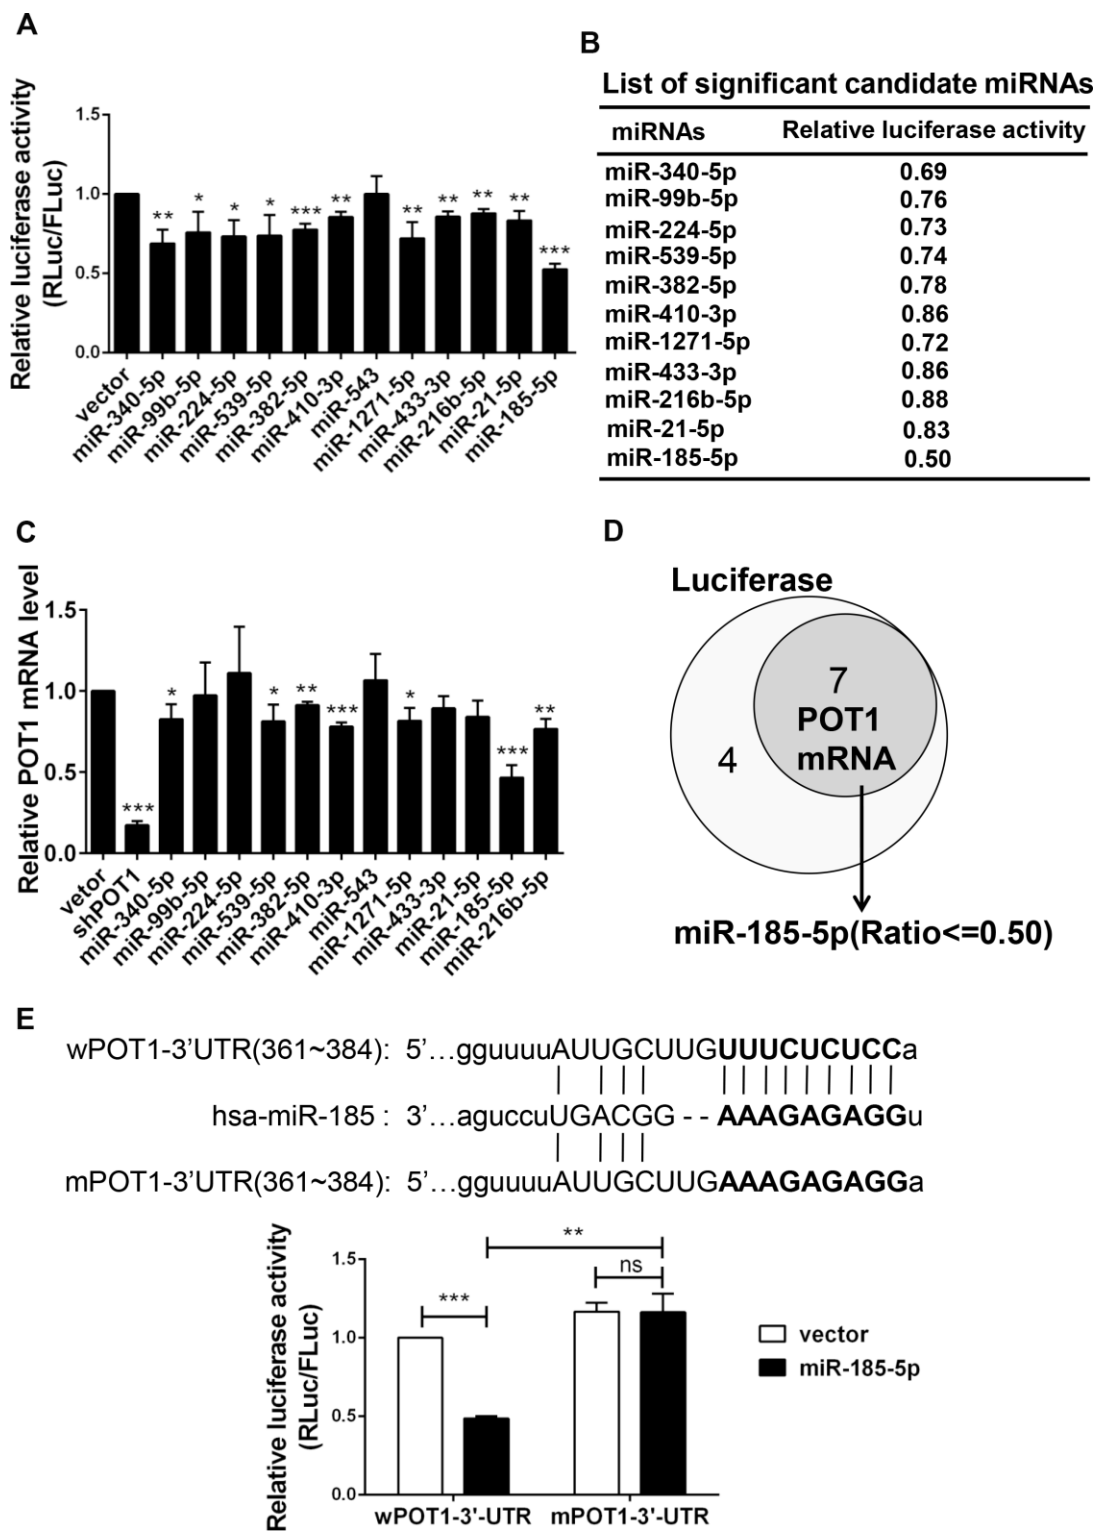 A
Relative luciferase activity
(RLuc/FLuc)
1.5
1.0
0.5
0.0
** * * * *** ** ** ** ** ** ***
vector
miR-340-5p
miR-99b-5p
miR-224-5p
miR-539-5p
miR-382-5p
miR-410-3p
miR-543
miR-1271-5p
miR-433-3p
miR-216b-5p
miR-21-5p
miR-185-5p
B
List of significant candidate miRNAs
miRNAs Relative luciferase activity
miR-340-5p 0.69
miR-99b-5p 0.76
miR-224-5p 0.73
miR-539-5p 0.74
miR-382-5p 0.78
miR-410-3p 0.86
miR-1271-5p 0.72
miR-433-3p 0.86
miR-216b-5p 0.88
miR-21-5p 0.83
miR-185-5p 0.50
C
Relative POT1 mRNA level
1.5
1.0
0.5
0.0
*** * * ** *** * *** **
vetor
shPOT1
miR-340-5p
miR-99b-5p
miR-224-5p
miR-539-5p
miR-382-5p
miR-410-3p
miR-543
miR-1271-5p
miR-433-3p
miR-21-5p
miR-185-5p
miR-216b-5p
D
Luciferase
7
POT1
mRNA
4
miR-185-5p(Ratio<=0.50)
E
wPOT1-3'UTR(361~384): 5'...gguuuuAUUGCUUGUUUCUCUCCa
hsa-miR-185 : 3'...aguccuUGACGG - - AAAGAGAGGu
mPOT1-3'UTR(361~384): 5'...gguuuuAUUGCUUGAAAGAGAGGa
Relative luciferase activity
(RLuc/FLuc)
1.5
1.0
0.5
0.0
***
**
ns
wPOT1-3'-UTR mPOT1-3'-UTR
vector
miR-185-5p